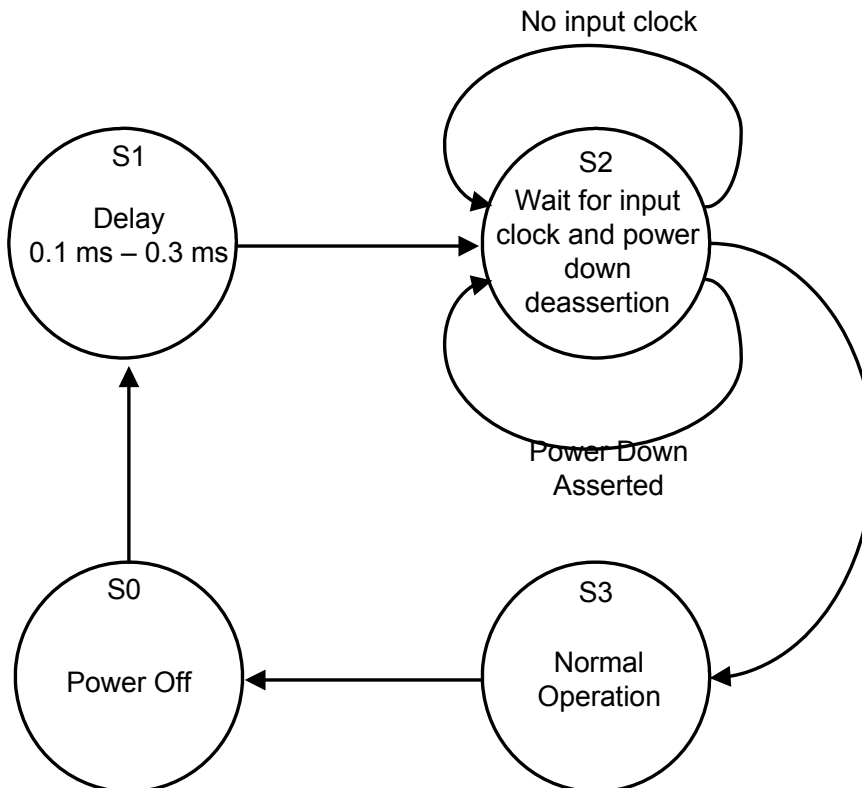 No input clock
S1
Delay
0.1 ms – 0.3 ms
S2
Wait for input
clock and power
down
deassertion
Power Down
Asserted
S0
Power Off
S3
Normal
Operation